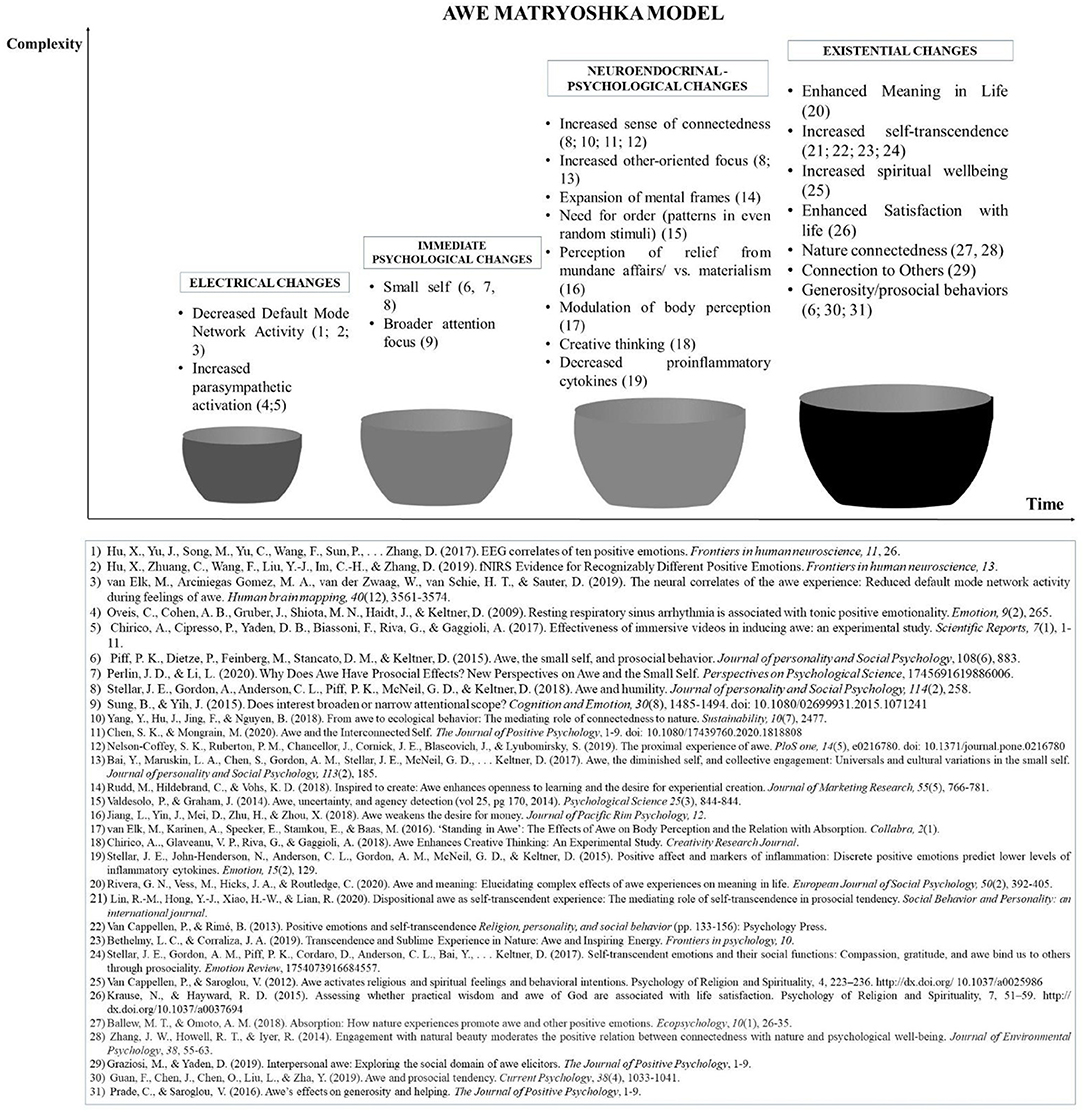 AWE MATRYOSHKA MODEL
Complexity
ELECTRICAL CHANGES
• Decreased Default Mode
Network Activity (1; 2;
3)
• Increased
parasympathetic
activation (4;5)
IMMEDIATE
PSYCHOLOGICAL CHANGES
• Small self (6, 7,
8)
• Broader attention
focus (9)
NEUROENDOCRINAL-
PSYCHOLOGICAL CHANGES
• Increased sense of connectedness
(8; 10; 11; 12)
• Increased other-oriented focus (8;
13)
• Expansion of mental frames (14)
• Need for order (patterns in even
random stimuli) (15)
• Perception of relief from
mundane affairs/ vs. materialism
(16)
• Modulation of body perception
(17)
• Creative thinking (18)
• Decreased proinflammatory
cytokines (19)
EXISTENTIAL CHANGES
• Enhanced Meaning in Life
(20)
• Increased self-transcendence
(21; 22; 23; 24)
• Increased spiritual wellbeing
(25)
• Enhanced Satisfaction with
life (26)
• Nature connectedness (27, 28)
• Connection to Others (29)
• Generosity/prosocial behaviors
(6; 30; 31)
Time
1) Hu, X., Yu, J., Song, M., Yu, C., Wang, F., Sun, P., . . . Zhang, D. (2017). EEG correlates of ten positive emotions. Frontiers in human neuroscience, 11, 26.
2) Hu, X., Zhuang, C., Wang, F., Liu, Y.-J., Im, C.-H., & Zhang, D. (2019). fNIRS Evidence for Recognizably Different Positive Emotions. Frontiers in human neuroscience, 13.
3) van Elk, M., Arciniegas Gomez, M. A., van der Zwaag, W., van Schie, H. T., & Sauter, D. (2019). The neural correlates of the awe experience: Reduced default mode network activity
during feelings of awe. Human brain mapping, 40(12), 3561-3574.
4) Oveis, C., Cohen, A. B., Gruber, J., Shiota, M. N., Haidt, J., & Keltner, D. (2009). Resting respiratory sinus arrhythmia is associated with tonic positive emotionality. Emotion, 9(2), 265.
5) Chirico, A., Cipresso, P., Yaden, D. B., Biassoni, F., Riva, G., & Gaggioli, A. (2017). Effectiveness of immersive videos in inducing awe: an experimental study. Scientific Reports, 7(1), 1-
11.
6) Piff, P. K., Dietze, P., Feinberg, M., Stancato, D. M., & Keltner, D. (2015). Awe, the small self, and prosocial behavior. Journal of personality and Social Psychology, 108(6), 883.
7) Perlin, J. D., & Li, L. (2020). Why Does Awe Have Prosocial Effects? New Perspectives on Awe and the Small Self. Perspectives on Psychological Science, 1745691619886006.
8) Stellar, J. E., Gordon, A., Anderson, C. L., Piff, P. K., McNeil, G. D., & Keltner, D. (2018). Awe and humility. Journal of personality and Social Psychology, 114(2), 258.
9) Sung, B., & Yih, J. (2015). Does interest broaden or narrow attentional scope? Cognition and Emotion, 30(8), 1485-1494. doi: 10.1080/02699931.2015.1071241
10) Yang, Y., Hu, J., Jing, F., & Nguyen, B. (2018). From awe to ecological behavior: The mediating role of connectedness to nature. Sustainability, 10(7), 2477.
11) Chen, S. K., & Mongrain, M. (2020). Awe and the Interconnected Self. The Journal of Positive Psychology, 1-9. doi: 10.1080/17439760.2020.1818808
12) Nelson-Coffey, S. K., Ruberton, P. M., Chancellor, J., Cornick, J. E., Blascovich, J., & Lyubomirsky, S. (2019). The proximal experience of awe. PloS one, 14(5), e0216780. doi: 10.1371/journal.pone.0216780
13) Bai, Y., Maruskin, L. A., Chen, S., Gordon, A. M., Stellar, J. E., McNeil, G. D., . . . Keltner, D. (2017). Awe, the diminished self, and collective engagement: Universals and cultural variations in the small self.
Journal of personality and Social Psychology, 113(2), 185.
14) Rudd, M., Hildebrand, C., & Vohs, K. D. (2018). Inspired to create: Awe enhances openness to learning and the desire for experiential creation. Journal of Marketing Research, 55(5), 766-781.
15) Valdesolo, P., & Graham, J. (2014). Awe, uncertainty, and agency detection (vol 25, pg 170, 2014). Psychological Science 25(3), 844-844.
16) Jiang, L., Yin, J., Mei, D., Zhu, H., & Zhou, X. (2018). Awe weakens the desire for money. Journal of Pacific Rim Psychology, 12.
17) van Elk, M., Karinen, A., Specker, E., Stamkou, E., & Baas, M. (2016). ‘Standing in Awe’: The Effects of Awe on Body Perception and the Relation with Absorption. Collabra, 2(1).
18) Chirico, A.., Glaveanu, V. P., Riva, G., & Gaggioli, A. (2018). Awe Enhances Creative Thinking: An Experimental Study. Creativity Research Journal.
19) Stellar, J. E., John-Henderson, N., Anderson, C. L., Gordon, A. M., McNeil, G. D., & Keltner, D. (2015). Positive affect and markers of inflammation: Discrete positive emotions predict lower levels of
inflammatory cytokines. Emotion, 15(2), 129.
20) Rivera, G. N., Vess, M., Hicks, J. A., & Routledge, C. (2020). Awe and meaning: Elucidating complex effects of awe experiences on meaning in life. European Journal of Social Psychology, 50(2), 392-405.
21) Lin, R.-M., Hong, Y.-J., Xiao, H.-W., & Lian, R. (2020). Dispositional awe as self-transcendent experience: The mediating role of self-transcendence in prosocial tendency. Social Behavior and Personality: an
international journal.
22) Van Cappellen, P., & Rimé, B. (2013). Positive emotions and self-transcendence Religion, personality, and social behavior (pp. 133-156): Psychology Press.
23) Bethelmy, L. C., & Corraliza, J. A. (2019). Transcendence and Sublime Experience in Nature: Awe and Inspiring Energy. Frontiers in psychology, 10.
24) Stellar, J. E., Gordon, A. M., Piff, P. K., Cordaro, D., Anderson, C. L., Bai, Y., . . . Keltner, D. (2017). Self-transcendent emotions and their social functions: Compassion, gratitude, and awe bind us to others
through prosociality. Emotion Review, 1754073916684557.
25) Van Cappellen, P., & Saroglou, V. (2012). Awe activates religious and spiritual feelings and behavioral intentions. Psychology of Religion and Spirituality, 4, 223–236. http://dx.doi.org/ 10.1037/a0025986
26) Krause, N., & Hayward, R. D. (2015). Assessing whether practical wisdom and awe of God are associated with life satisfaction. Psychology of Religion and Spirituality, 7, 51–59. http://
dx.doi.org/10.1037/a0037694
27) Ballew, M. T., & Omoto, A. M. (2018). Absorption: How nature experiences promote awe and other positive emotions. Ecopsychology, 10(1), 26-35.
28) Zhang, J. W., Howell, R. T., & Iyer, R. (2014). Engagement with natural beauty moderates the positive relation between connectedness with nature and psychological well-being. Journal of Environmental
Psychology, 38, 55-63.
29) Graziosi, M., & Yaden, D. (2019). Interpersonal awe: Exploring the social domain of awe elicitors. The Journal of Positive Psychology, 1-9.
30) Guan, F., Chen, J., Chen, O., Liu, L., & Zha, Y. (2019). Awe and prosocial tendency. Current Psychology, 38(4), 1033-1041.
31) Prade, C., & Saroglou, V. (2016). Awe’s effects on generosity and helping. The Journal of Positive Psychology, 1-9.